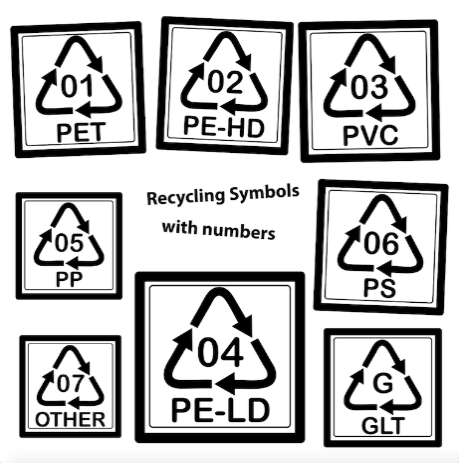 01
PET
02
PE-HD
03
PVC
Recycling Symbols
with numbers
05
PP
06
PS
04
PE-LD
07
OTHER
G
GLT